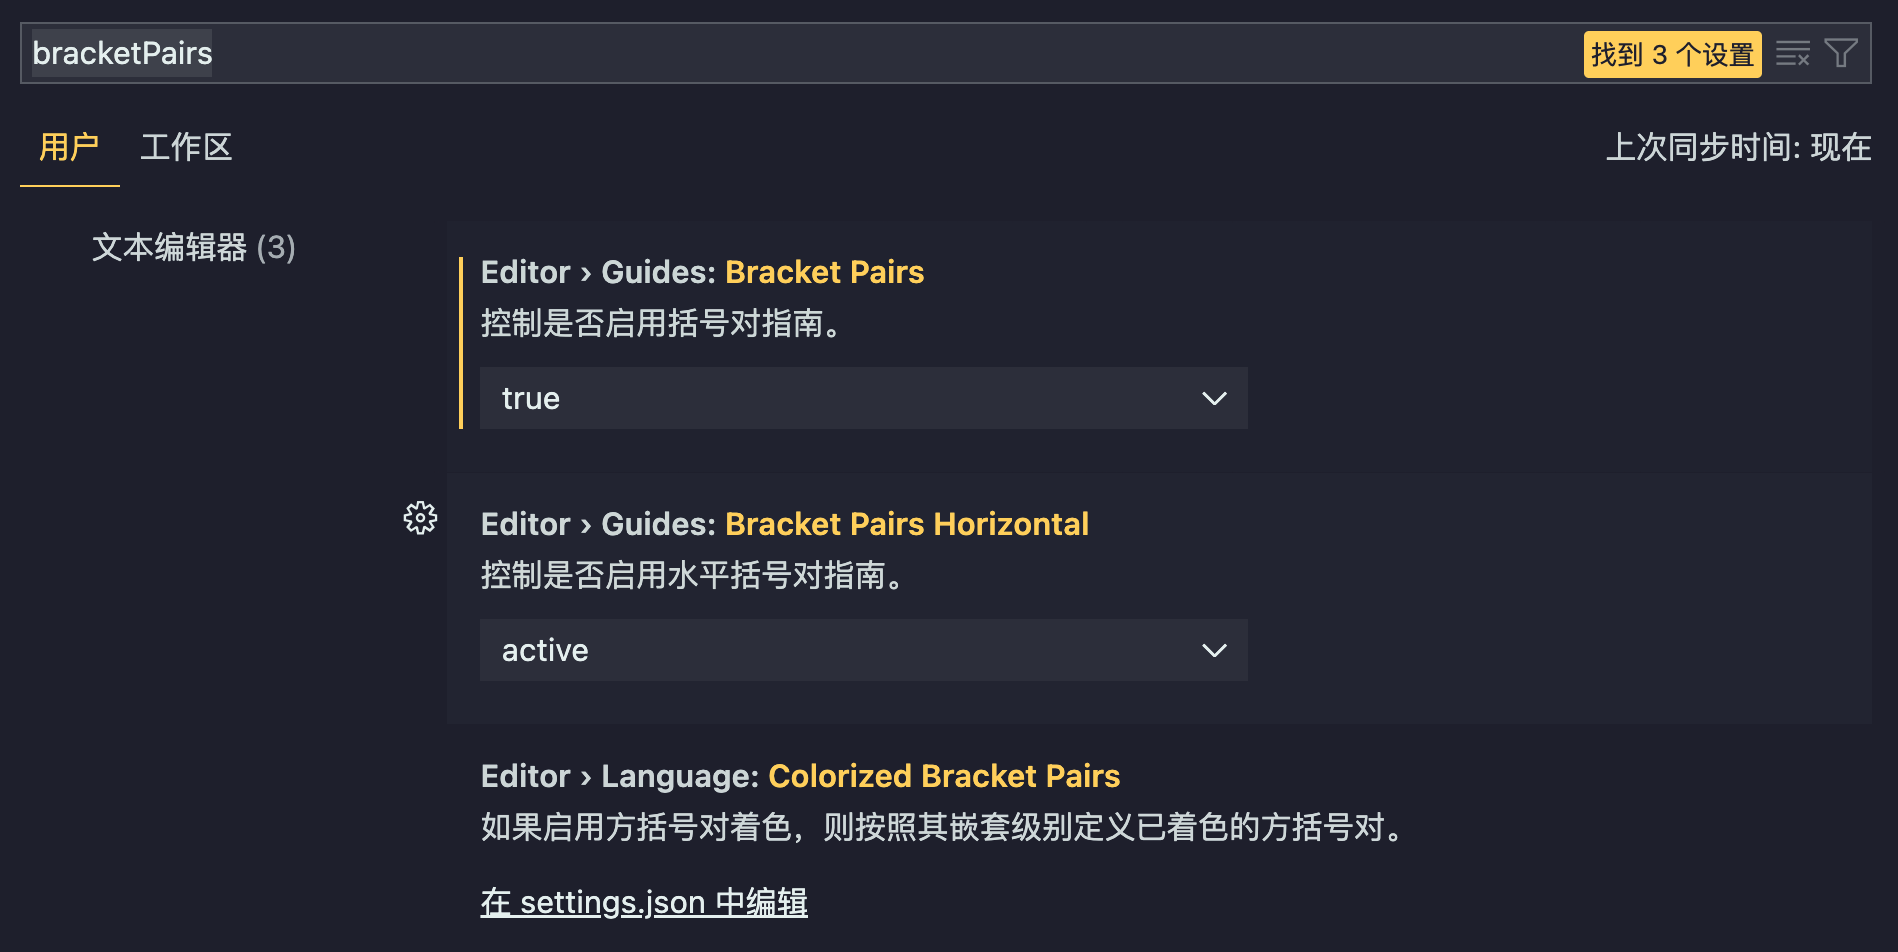 bracketPairs
找到 3 个设置
用户
工作区
上次同步时间: 现在
文本编辑器 (3)
Editor › Guides: Bracket Pairs
控制是否启用括号对指南。
true
Editor › Guides: Bracket Pairs Horizontal
控制是否启用水平括号对指南。
active
Editor › Language: Colorized Bracket Pairs
如果启用方括号对着色，则按照其嵌套级别定义已着色的方括号对。
在 settings.json 中编辑